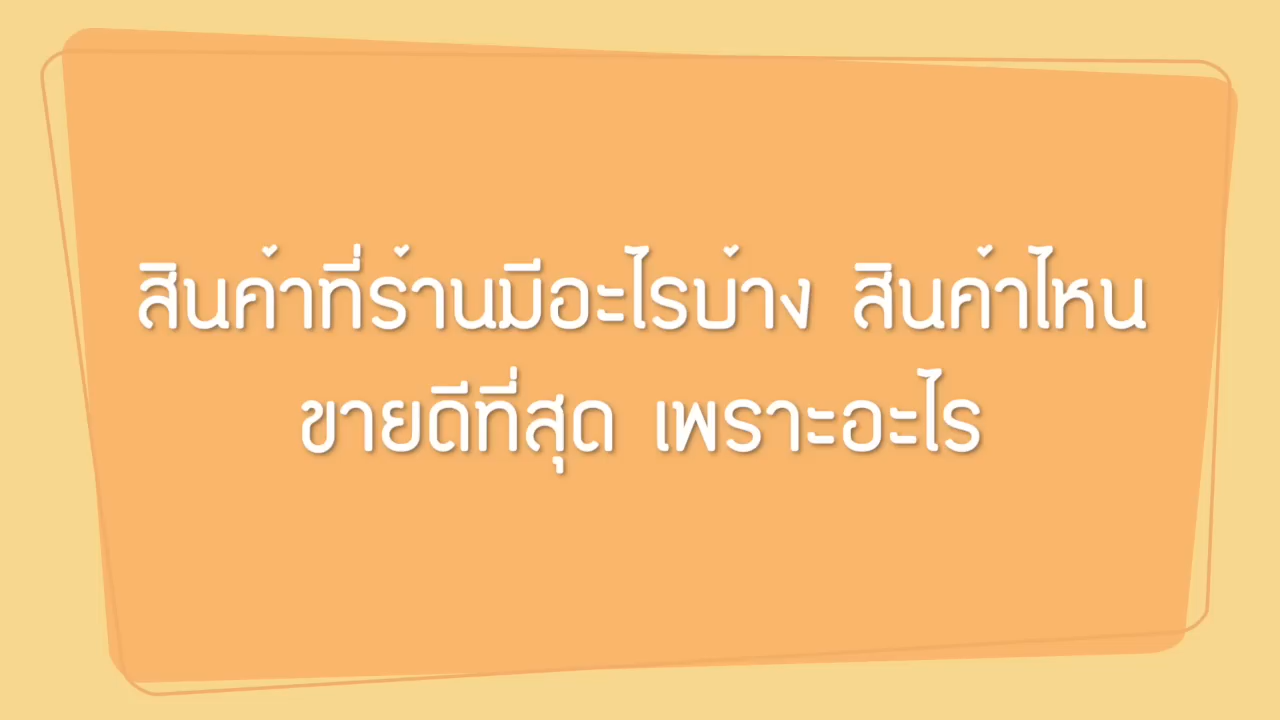 สินค้าที่ร้านมีอะไรบ้าง สินค้าไหน
ขายดีที่สุด เพราะอะไร